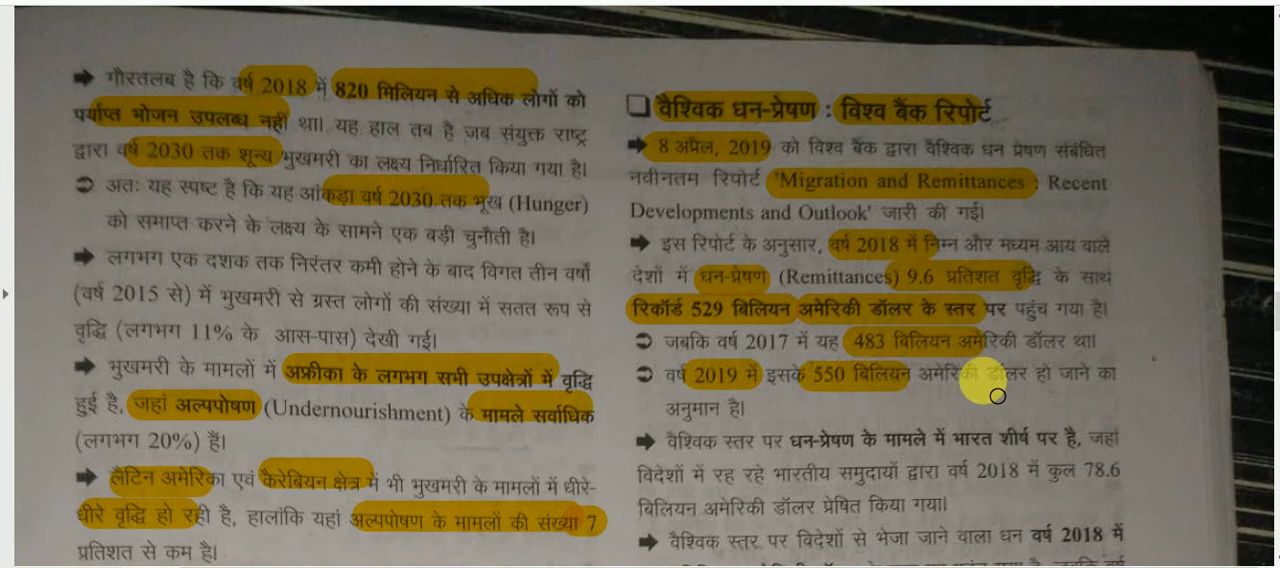 ➡ गौरतलब है कि वर्ष 2018 में 820 मिलियन से अधिक लोगों को
पर्याप्त भोजन उपलब्ध नहीं था। यह हाल तब है जब संयुक्त राष्ट्र
द्वारा वर्ष 2030 तक शून्य भुखमरी का लक्ष्य निर्धारित किया गया है।
➲ अतः यह स्पष्ट है कि यह आंकड़ा वर्ष 2030 तक भूख (Hunger)
को समाप्त करने के लक्ष्य के सामने एक बड़ी चुनौती है।
➡ लगभग एक दशक तक निरंतर कमी होने के बाद विगत तीन वर्षों
(वर्ष 2015 से) में भुखमरी से ग्रस्त लोगों की संख्या में सतत रूप से
वृद्धि (लगभग 11% के आस-पास) देखी गई।
➡ भुखमरी के मामलों में अफ्रीका के लगभग सभी उपक्षेत्रों में वृद्धि
हुई है, जहां अल्पपोषण (Undernourishment) के मामले सर्वाधिक
(लगभग 20%) हैं।
➡ लैटिन अमेरिका एवं कैरेबियन क्षेत्र में भी भुखमरी के मामलों में धीरे-
धीरे वृद्धि हो रही है, हालांकि यहां अल्पपोषण के मामलों की संख्या 7
प्रतिशत से कम है।
❑ वैश्विक धन-प्रेषण : विश्व बैंक रिपोर्ट
➡ 8 अप्रैल, 2019 को विश्व बैंक द्वारा वैश्विक धन प्रेषण संबंधित
नवीनतम रिपोर्ट 'Migration and Remittances : Recent
Developments and Outlook' जारी की गई।
➡ इस रिपोर्ट के अनुसार, वर्ष 2018 में निम्न और मध्यम आय वाले
देशों में धन-प्रेषण (Remittances) 9.6 प्रतिशत वृद्धि के साथ
रिकॉर्ड 529 बिलियन अमेरिकी डॉलर के स्तर पर पहुंच गया है।
➲ जबकि वर्ष 2017 में यह 483 बिलियन अमेरिकी डॉलर था।
➲ वर्ष 2019 में इसके 550 बिलियन अमेरिकी डॉलर हो जाने का
अनुमान है।
➡ वैश्विक स्तर पर धन-प्रेषण के मामले में भारत शीर्ष पर है, जहां
विदेशों में रह रहे भारतीय समुदायों द्वारा वर्ष 2018 में कुल 78.6
बिलियन अमेरिकी डॉलर प्रेषित किया गया।
➡ वैश्विक स्तर पर विदेशों से भेजा जाने वाला धन वर्ष 2018 में